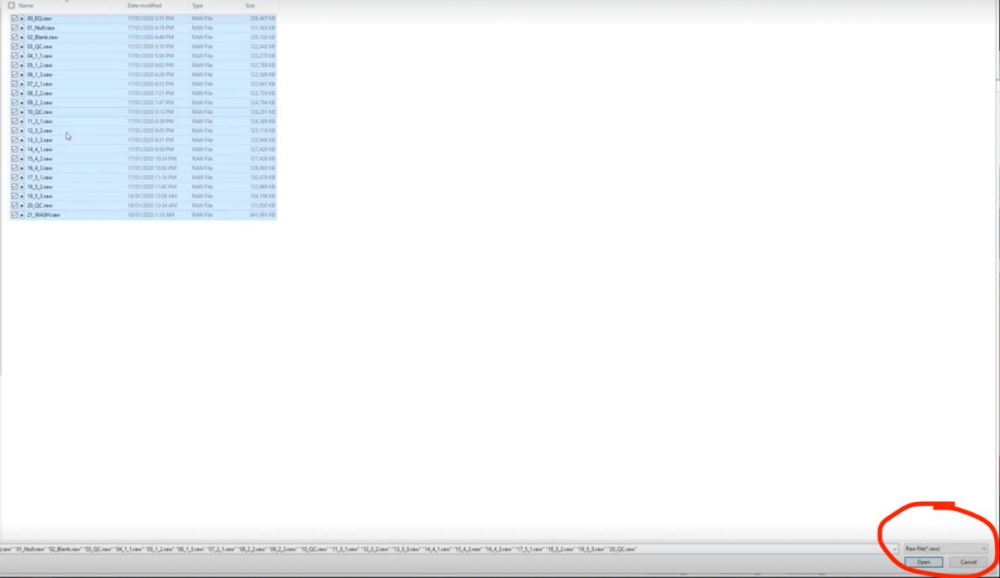 Name Date modified Type Size
00_EQ.raw 17/01/2020 3:51 PM RAW File 258,407 KB
01_Null.raw 17/01/2020 4:18 PM RAW File 131,563 KB
02_Blank.raw 17/01/2020 4:44 PM RAW File 120,103 KB
03_QC.raw 17/01/2020 5:10 PM RAW File 122,042 KB
04_1_1.raw 17/01/2020 5:36 PM RAW File 123,273 KB
05_1_2.raw 17/01/2020 6:02 PM RAW File 122,788 KB
06_1_3.raw 17/01/2020 6:28 PM RAW File 123,509 KB
07_2_1.raw 17/01/2020 6:55 PM RAW File 123,667 KB
08_2_2.raw 17/01/2020 7:21 PM RAW File 123,724 KB
09_2_3.raw 17/01/2020 7:47 PM RAW File 124,794 KB
10_QC.raw 17/01/2020 8:13 PM RAW File 126,281 KB
11_3_1.raw 17/01/2020 8:39 PM RAW File 124,388 KB
12_3_2.raw 17/01/2020 9:05 PM RAW File 125,118 KB
13_3_3.raw 17/01/2020 9:31 PM RAW File 125,948 KB
14_4_1.raw 17/01/2020 9:58 PM RAW File 127,429 KB
15_4_2.raw 17/01/2020 10:24 PM RAW File 127,426 KB
16_4_3.raw 17/01/2020 10:50 PM RAW File 128,493 KB
17_5_1.raw 17/01/2020 11:16 PM RAW File 130,478 KB
18_5_2.raw 17/01/2020 11:42 PM RAW File 133,969 KB
19_5_3.raw 18/01/2020 12:08 AM RAW File 134,198 KB
20_QC.raw 18/01/2020 12:34 AM RAW File 131,830 KB
21_WASH.raw 18/01/2020 1:19 AM RAW File 641,091 KB
.raw" "01_Null.raw" "02_Blank.raw" "03_QC.raw" "04_1_1.raw" "05_1_2.raw" "06_1_3.raw" "07_2_1.raw" "08_2_2.raw" "09_2_3.raw" "10_QC.raw" "11_3_1.raw" "12_3_2.raw" "13_3_3.raw" "14_4_1.raw" "15_4_2.raw" "16_4_3.raw" "17_5_1.raw" "18_5_2.raw" "19_5_3.raw" "20_QC.raw" Raw file(*.raw)
Open Cancel